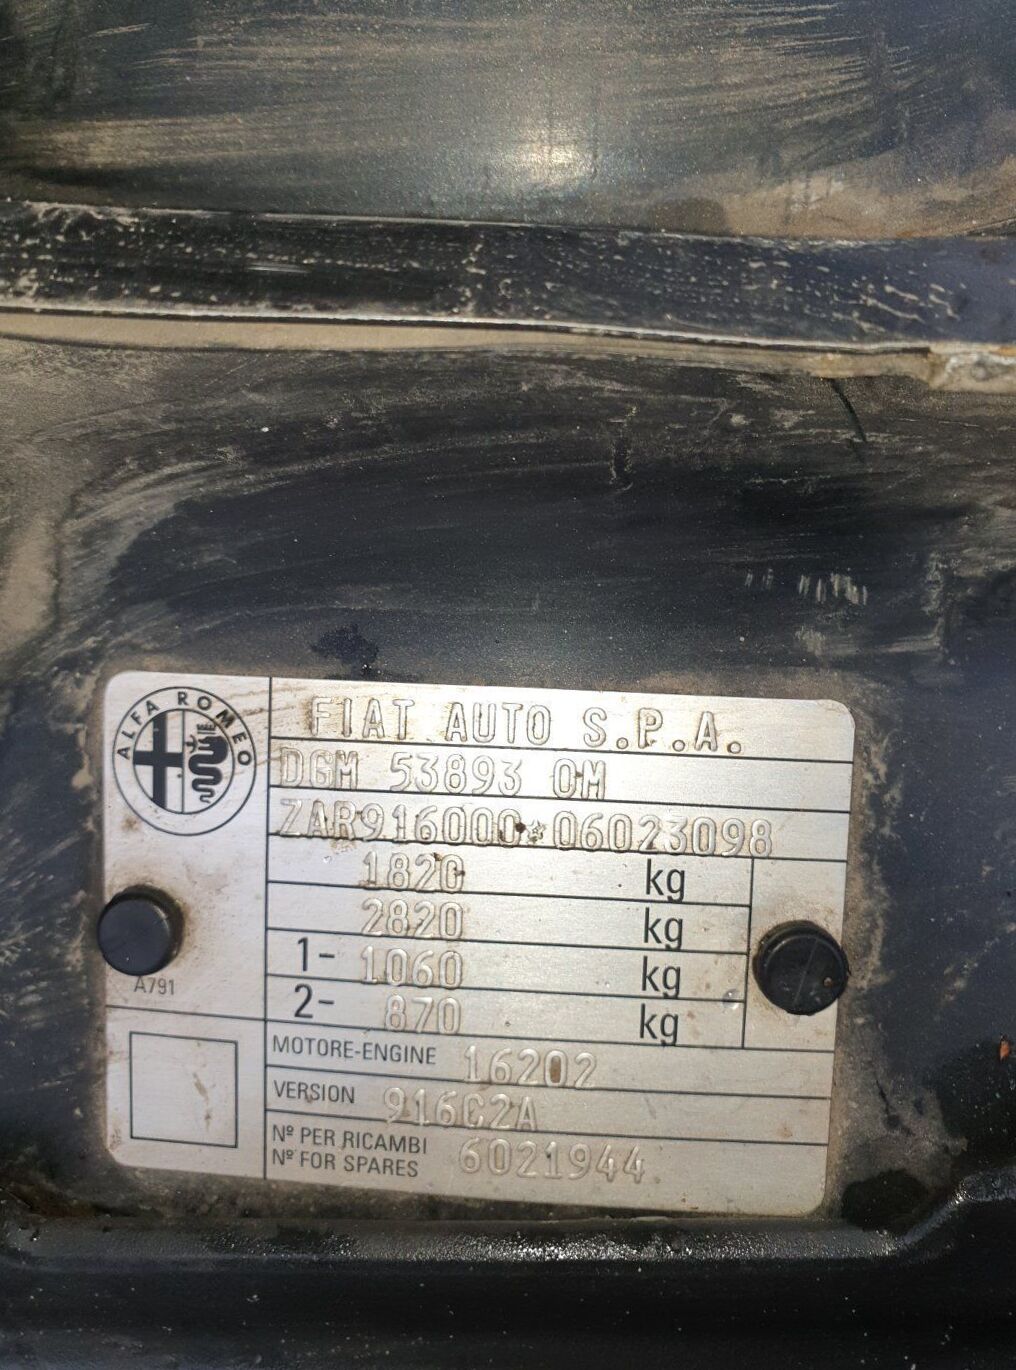 ALFA ROMEO
FIAT AUTO S.P.A.
DGM 53893 OM
ZAR916000*06023098
1820 kg
2820 kg
1- 1060 kg
2- 870 kg
A791
MOTORE-ENGINE 16202
VERSION 916C2A
Nº PER RICAMBI
Nº FOR SPARES 6021944